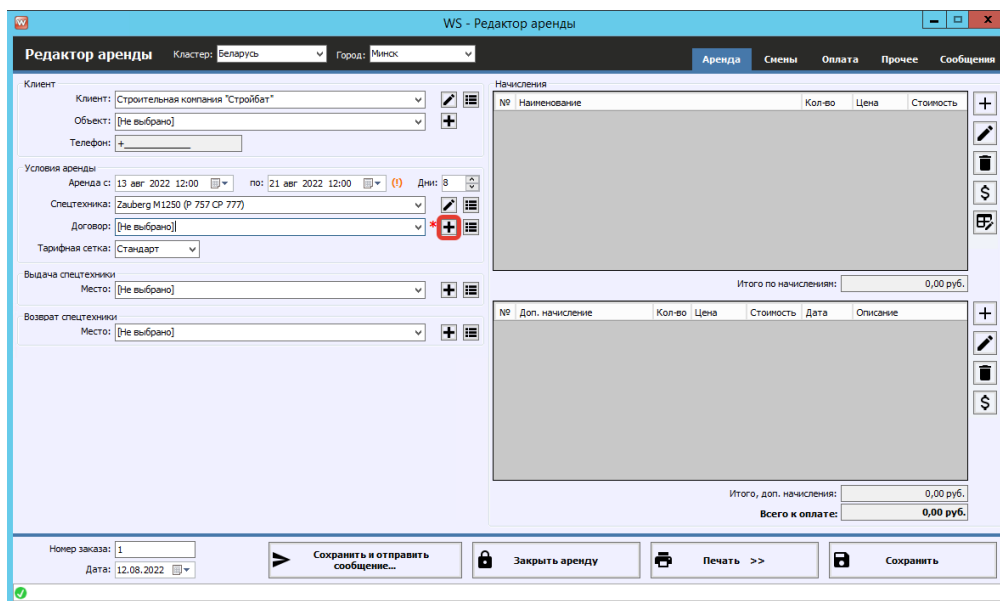 WS - Редактор аренды
Редактор аренды Кластер: Беларусь Город: Минск Аренда Смены Оплата Прочее Сообщения
Клиент
Клиент: Строительная компания "Стройбат"
Объект: [Не выбрано]
Телефон: +___________
Условия аренды
Аренда с: 13 авг 2022 12:00 по: 21 авг 2022 12:00 (!) Дни: 8
Спецтехника: Zauberg M1250 (Р 757 СР 777)
Договор: [Не выбрано] *
Тарифная сетка: Стандарт
Выдача спецтехники
Место: [Не выбрано]
Возврат спецтехники
Место: [Не выбрано]
Начисления
№ Наименование Кол-во Цена Стоимость
Итого по начислениям: 0,00 руб.
№ Доп. начисление Кол-во Цена Стоимость Дата Описание
Итого, доп. начисления: 0,00 руб.
Всего к оплате: 0,00 руб.
Номер заказа: 1
Дата: 12.08.2022
Сохранить и отправить
сообщение...
Закрыть аренду
Печать >>
Сохранить